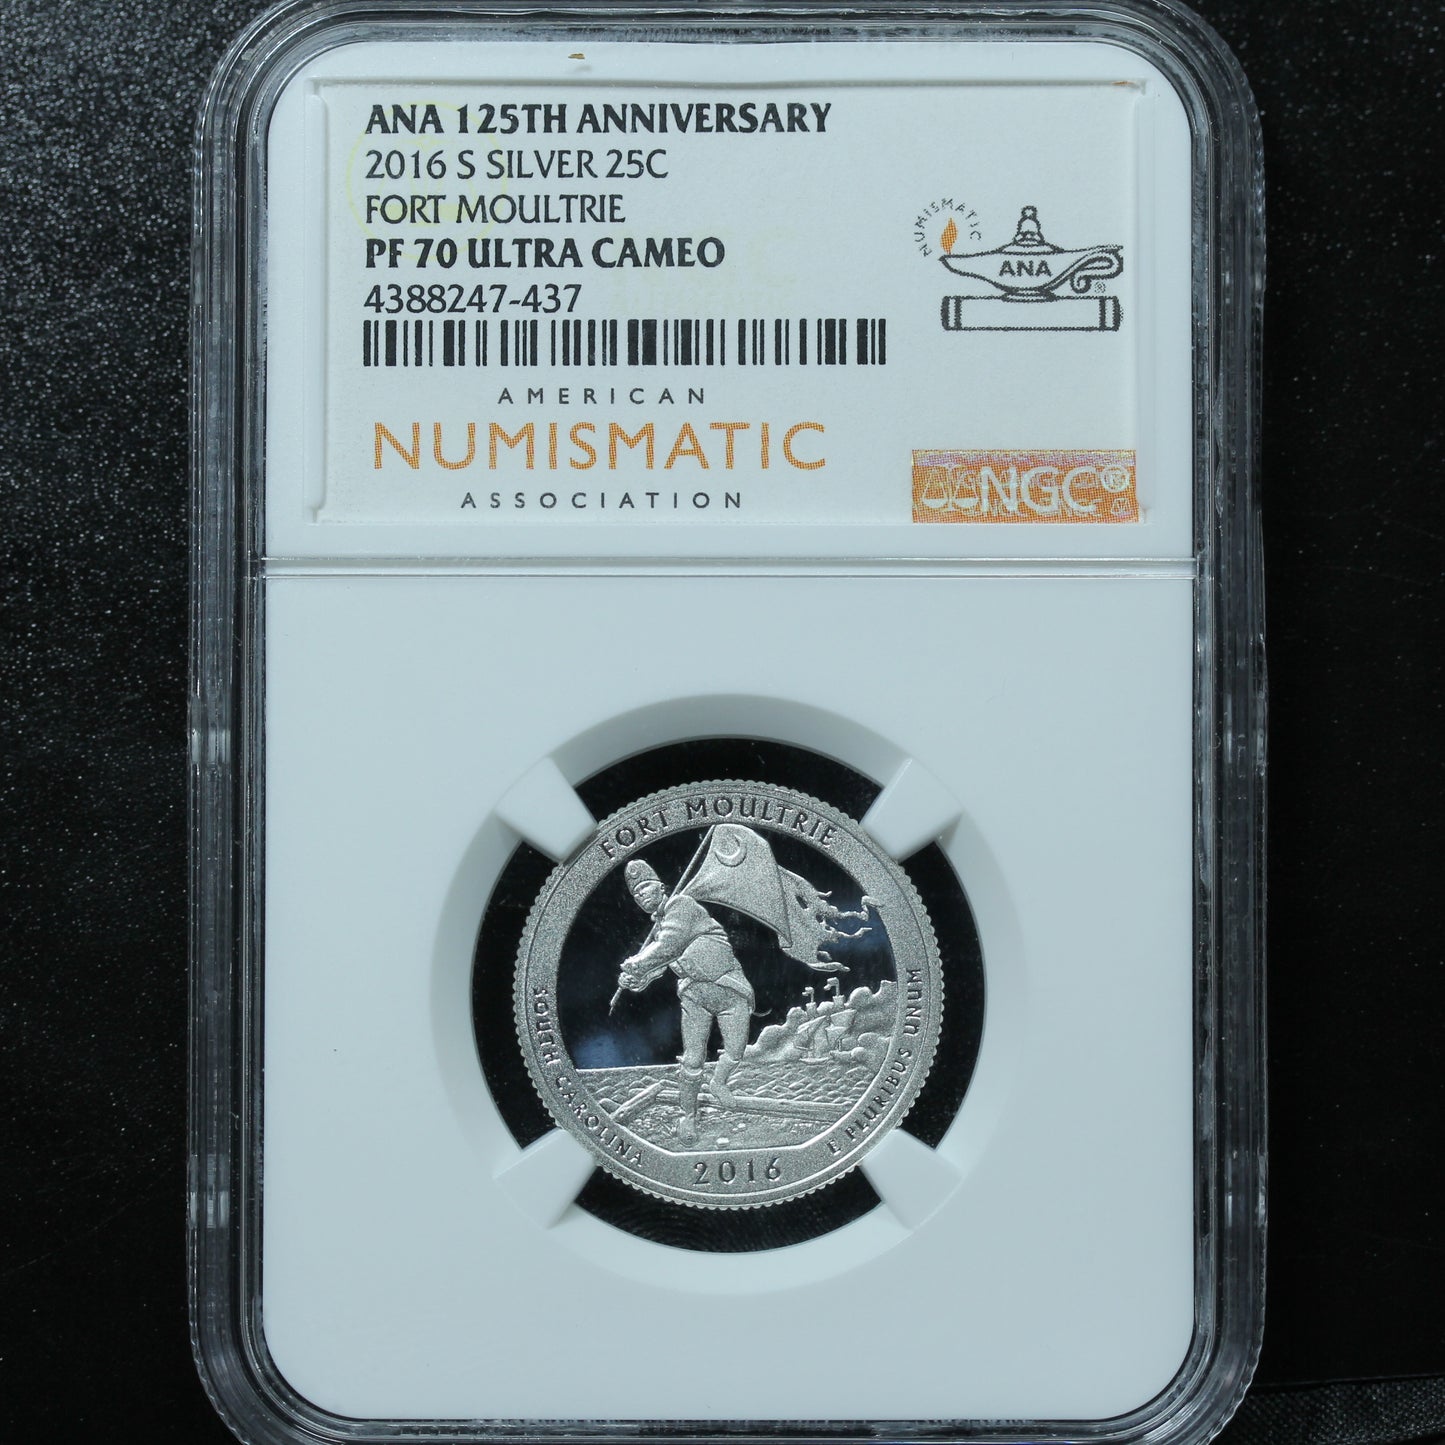 ANA 125TH ANNIVERSARY
2016 S SILVER 25C
FORT MOULTRIE
PF 70 ULTRA CAMEO
4388247-437
NUMISMATIC
ANA
®
AMERICAN
NUMISMATIC
ASSOCIATION
NGC®
FORT MOULTRIE
SOUTH CAROLINA
2016
E PLURIBUS UNUM